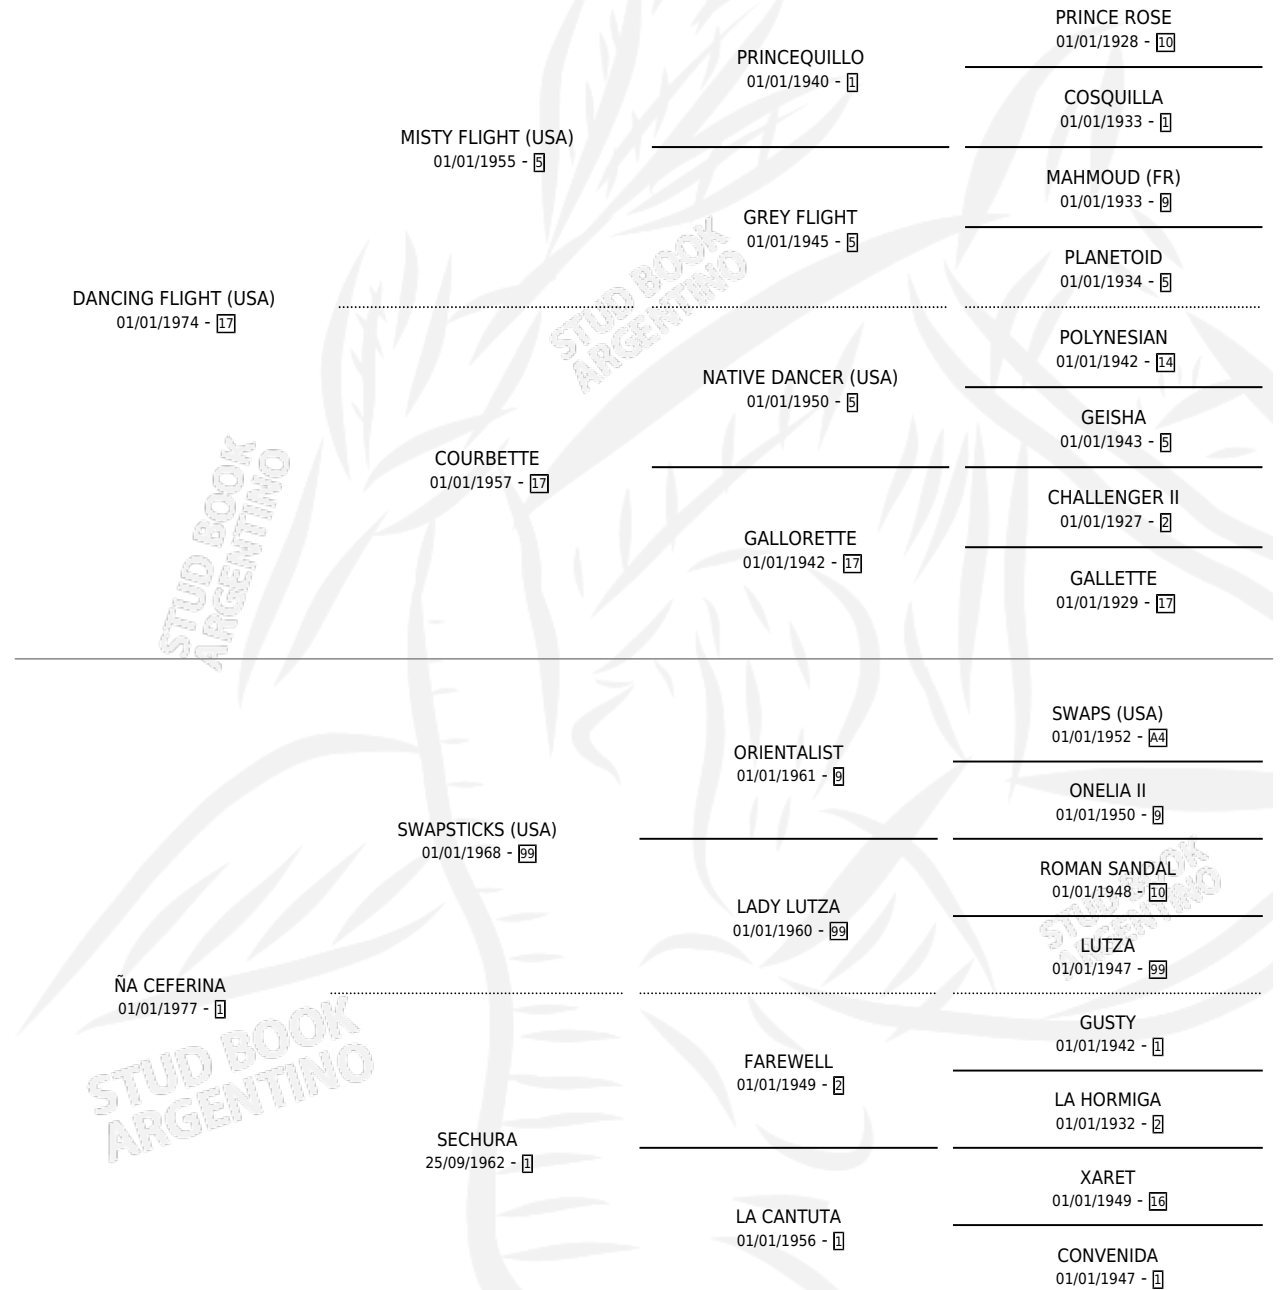 PRINCE ROSE
01/01/1928 - 10
PRINCEQUILLO
01/01/1940 - 1
COSQUILLA
01/01/1933 - 1
MISTY FLIGHT (USA)
01/01/1955 - 5
MAHMOUD (FR)
01/01/1933 - 9
GREY FLIGHT
01/01/1945 - 5
PLANETOID
01/01/1934 - 5
DANCING FLIGHT (USA)
01/01/1974 - 17
STUD BOOK
ARGENTINO
POLYNESIAN
01/01/1942 - 14
NATIVE DANCER (USA)
01/01/1950 - 5
GEISHA
01/01/1943 - 5
COURBETTE
01/01/1957 - 17
CHALLENGER II
01/01/1927 - 2
GALLORETTE
01/01/1942 - 17
GALLETTE
01/01/1929 - 17
STUD BOOK
ARGENTINO
SWAPS (USA)
01/01/1952 - A4
ORIENTALIST
01/01/1961 - 9
ONELIA II
01/01/1950 - 9
SWAPSTICKS (USA)
01/01/1968 - 99
ROMAN SANDAL
01/01/1948 - 10
LADY LUTZA
01/01/1960 - 99
LUTZA
01/01/1947 - 99
STUD BOOK
ARGENTINO
ÑA CEFERINA
01/01/1977 - 1
GUSTY
01/01/1942 - 1
FAREWELL
01/01/1949 - 2
LA HORMIGA
01/01/1932 - 2
STUD BOOK
ARGENTINO
SECHURA
25/09/1962 - 1
XARET
01/01/1949 - 16
LA CANTUTA
01/01/1956 - 1
CONVENIDA
01/01/1947 - 1